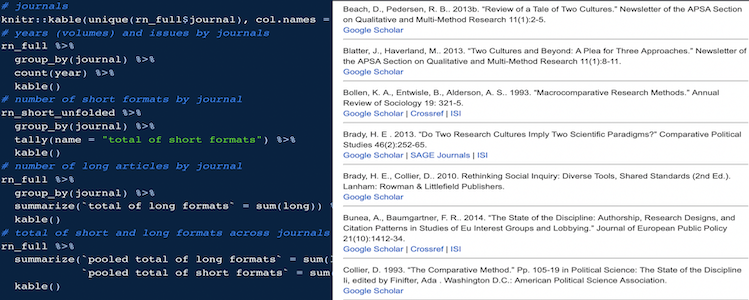 # journals
knitr::kable(unique(rn_full$journal), col.names =
# years (volumes) and issues by journals
rn_full %>%
group_by(journal) %>%
count(year) %>%
kable()
# number of short formats by journal
rn_short_unfolded %>%
group_by(journal) %>%
tally(name = "total of short formats") %>%
kable()
# number of long articles by journal
rn_full %>%
group_by(journal) %>%
summarize(`total of long formats` = sum(long)) %
kable()
# total of short and long formats across journals
rn_full %>%
summarize(`pooled total of long formats` = sum(
`pooled total of short formats` = sum
kable()
Beach, D., Pedersen, R. B.. 2013b. “Review of a Tale of Two Cultures.” Newsletter of the APSA Section
on Qualitative and Multi-Method Research 11(1):2-5.
Google Scholar
Blatter, J., Haverland, M.. 2013. “Two Cultures and Beyond: A Plea for Three Approaches.” Newsletter of
the APSA Section on Qualitative and Multi-Method Research 11(1):8-11.
Google Scholar
Bollen, K. A., Entwisle, B., Alderson, A. S.. 1993. “Macrocomparative Research Methods.” Annual
Review of Sociology 19: 321-5.
Google Scholar | Crossref | ISI
Brady, H. E . 2013. “Do Two Research Cultures Imply Two Scientific Paradigms?” Comparative Political
Studies 46(2):252-65.
Google Scholar | SAGE Journals | ISI
Brady, H. E., Collier, D.. 2010. Rethinking Social Inquiry: Diverse Tools, Shared Standards (2nd Ed.).
Lanham: Rowman & Littlefield Publishers.
Google Scholar
Bunea, A., Baumgartner, F. R.. 2014. “The State of the Discipline: Authorship, Research Designs, and
Citation Patterns in Studies of Eu Interest Groups and Lobbying.” Journal of European Public Policy
21(10):1412-34.
Google Scholar | Crossref | ISI
Collier, D. 1993. “The Comparative Method.” Pp. 105-19 in Political Science: The State of the Discipline
Ii, edited by Finifter, Ada . Washington D.C.: American Political Science Association.
Google Scholar